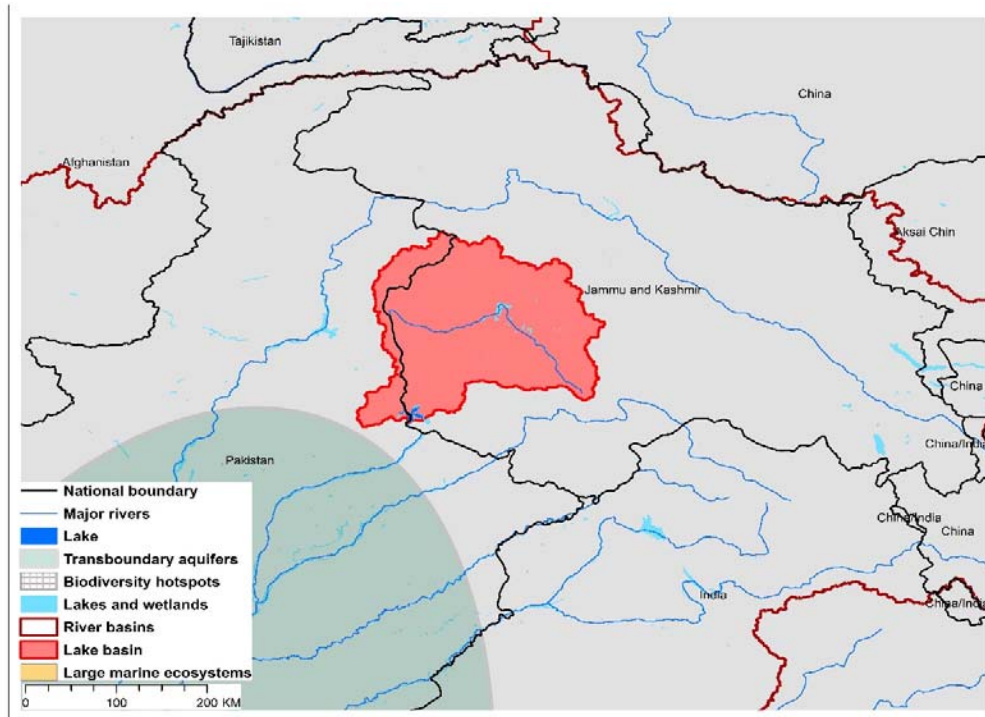 Tajikistan
China
Afghanistan
Aksai Chin
Jammu and Kashmir
China
China/India
Pakistan
China/India
China
India
China/India
National boundary
Major rivers
Lake
Transboundary aquifers
Biodiversity hotspots
Lakes and wetlands
River basins
Lake basin
Large marine ecosystems
0 50 100 200 KM